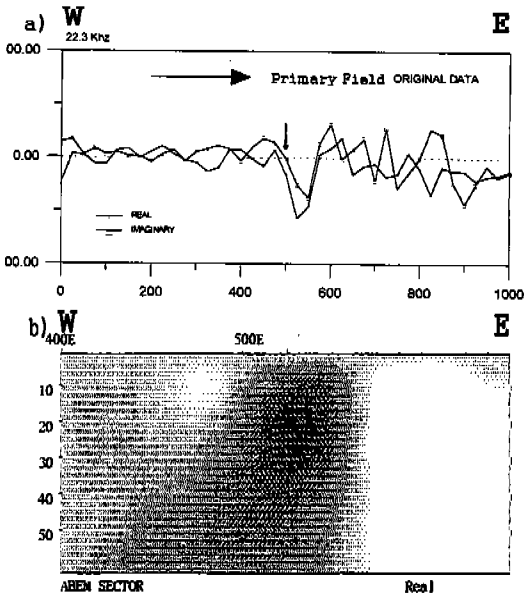 a) W E
22.3 Khz
00.00
Primary Field ORIGINAL DATA
0.00
REAL
IMAGINARY
00.00
0 200 400 600 800 1000
b) W E
400E 500E
10
20
30
40
50
ABEM SECTOR Real